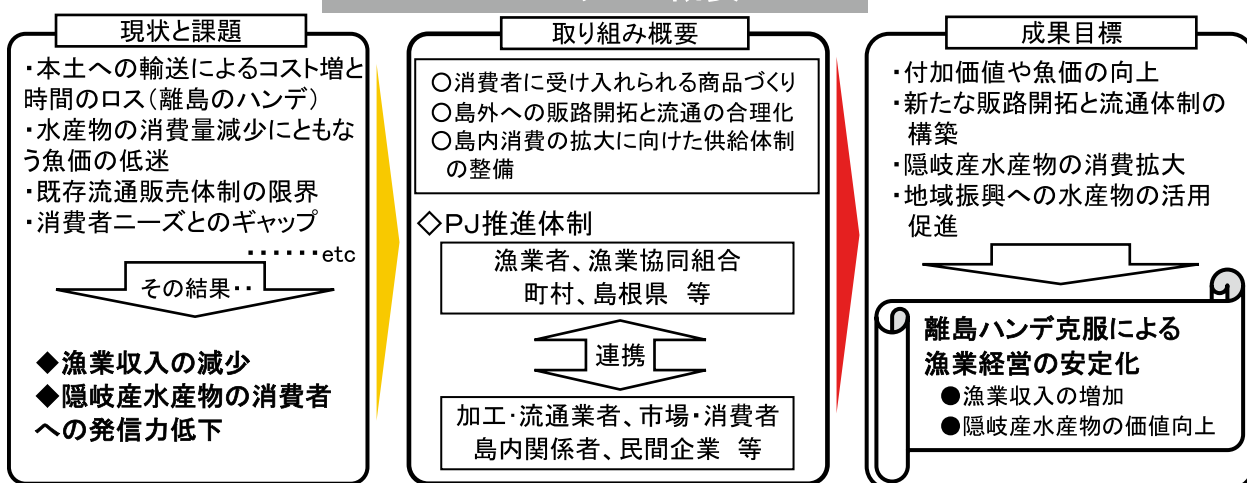 現状と課題
・本土への輸送によるコスト増と
時間のロス（離島のハンデ）
・水産物の消費量減少にともな
う魚価の低迷
・既存流通販売体制の限界
・消費者ニーズとのギャップ
・・・・・・etc
その結果・・
◆漁業収入の減少
◆隠岐産水産物の消費者
への発信力低下
取り組み概要
○消費者に受け入れられる商品づくり
○島外への販路開拓と流通の合理化
○島内消費の拡大に向けた供給体制
の整備
◇ＰＪ推進体制
漁業者、漁業協同組合
町村、島根県 等
連携
加工・流通業者、市場・消費者
島内関係者、民間企業 等
成果目標
・付加価値や魚価の向上
・新たな販路開拓と流通体制の
構築
・隠岐産水産物の消費拡大
・地域振興への水産物の活用
促進
離島ハンデ克服による
漁業経営の安定化
●漁業収入の増加
●隠岐産水産物の価値向上